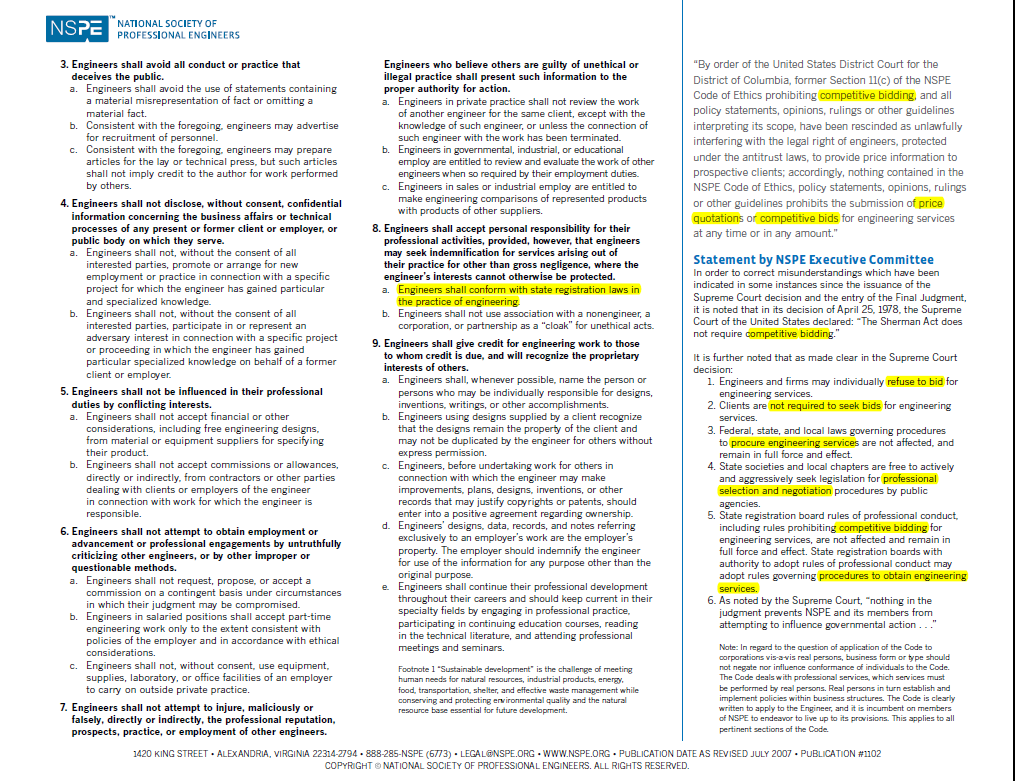 NSPE™ NATIONAL SOCIETY OF
PROFESSIONAL ENGINEERS
3. Engineers shall avoid all conduct or practice that
deceives the public.
a. Engineers shall avoid the use of statements containing
a material misrepresentation of fact or omitting a
material fact.
b. Consistent with the foregoing, engineers may advertise
for recruitment of personnel.
c. Consistent with the foregoing, engineers may prepare
articles for the lay or technical press, but such articles
shall not imply credit to the author for work performed
by others.
4. Engineers shall not disclose, without consent, confidential
information concerning the business affairs or technical
processes of any present or former client or employer, or
public body on which they serve.
a. Engineers shall not, without the consent of all
interested parties, promote or arrange for new
employment or practice in connection with a specific
project for which the engineer has gained particular
and specialized knowledge.
b. Engineers shall not, without the consent of all
interested parties, participate in or represent an
adversary interest in connection with a specific project
or proceeding in which the engineer has gained
particular specialized knowledge on behalf of a former
client or employer.
5. Engineers shall not be influenced in their professional
duties by conflicting interests.
a. Engineers shall not accept financial or other
considerations, including free engineering designs,
from material or equipment suppliers for specifying
their product.
b. Engineers shall not accept commissions or allowances,
directly or indirectly, from contractors or other parties
dealing with clients or employers of the engineer
in connection with work for which the engineer is
responsible.
6. Engineers shall not attempt to obtain employment or
advancement or professional engagements by untruthfully
criticizing other engineers, or by other improper or
questionable methods.
a. Engineers shall not request, propose, or accept a
commission on a contingent basis under circumstances
in which their judgment may be compromised.
b. Engineers in salaried positions shall accept part-time
engineering work only to the extent consistent with
policies of the employer and in accordance with ethical
considerations.
c. Engineers shall not, without consent, use equipment,
supplies, laboratory, or office facilities of an employer
to carry on outside private practice.
7. Engineers shall not attempt to injure, maliciously or
falsely, directly or indirectly, the professional reputation,
prospects, practice, or employment of other engineers.
Engineers who believe others are guilty of unethical or
illegal practice shall present such information to the
proper authority for action.
a. Engineers in private practice shall not review the work
of another engineer for the same client, except with the
knowledge of such engineer, or unless the connection of
such engineer with the work has been terminated.
b. Engineers in governmental, industrial, or educational
employ are entitled to review and evaluate the work of other
engineers when so required by their employment duties.
c. Engineers in sales or industrial employ are entitled to
make engineering comparisons of represented products
with products of other suppliers.
8. Engineers shall accept personal responsibility for their
professional activities, provided, however, that engineers
may seek indemnification for services arising out of
their practice for other than gross negligence, where the
engineer's interests cannot otherwise be protected.
a. Engineers shall conform with state registration laws in
the practice of engineering.
b. Engineers shall not use association with a nonengineer, a
corporation, or partnership as a “cloak” for unethical acts.
9. Engineers shall give credit for engineering work to those
to whom credit is due, and will recognize the proprietary
interests of others.
a. Engineers shall, whenever possible, name the person or
persons who may be individually responsible for designs,
inventions, writings, or other accomplishments.
b. Engineers using designs supplied by a client recognize
that the designs remain the property of the client and
may not be duplicated by the engineer for others without
express permission.
c. Engineers, before undertaking work for others in
connection with which the engineer may make
improvements, plans, designs, inventions, or other
records that may justify copyrights or patents, should
enter into a positive agreement regarding ownership.
d. Engineers' designs, data, records, and notes referring
exclusively to an employer's work are the employer's
property. The employer should indemnify the engineer
for use of the information for any purpose other than the
original purpose.
e. Engineers shall continue their professional development
throughout their careers and should keep current in their
specialty fields by engaging in professional practice,
participating in continuing education courses, reading
in the technical literature, and attending professional
meetings and seminars.
Footnote 1 “Sustainable development” is the challenge of meeting
human needs for natural resources, industrial products, energy,
food, transportation, shelter, and effective waste management while
conserving and protecting environmental quality and the natural
resource base essential for future development.
“By order of the United States District Court for the
District of Columbia, former Section 11(c) of the NSPE
Code of Ethics prohibiting competitive bidding, and all
policy statements, opinions, rulings or other guidelines
interpreting its scope, have been rescinded as unlawfully
interfering with the legal right of engineers, protected
under the antitrust laws, to provide price information to
prospective clients; accordingly, nothing contained in the
NSPE Code of Ethics, policy statements, opinions, rulings
or other guidelines prohibits the submission of price
quotations or competitive bids for engineering services
at any time or in any amount.”
Statement by NSPE Executive Committee
In order to correct misunderstandings which have been
indicated in some instances since the issuance of the
Supreme Court decision and the entry of the Final Judgment,
it is noted that in its decision of April 25, 1978, the Supreme
Court of the United States declared: “The Sherman Act does
not require competitive bidding.”
It is further noted that as made clear in the Supreme Court
decision:
1. Engineers and firms may individually refuse to bid for
engineering services.
2. Clients are not required to seek bids for engineering
services.
3. Federal, state, and local laws governing procedures
to procure engineering services are not affected, and
remain in full force and effect.
4. State societies and local chapters are free to actively
and aggressively seek legislation for professional
selection and negotiation procedures by public
agencies.
5. State registration board rules of professional conduct,
including rules prohibiting competitive bidding for
engineering services, are not affected and remain in
full force and effect. State registration boards with
authority to adopt rules of professional conduct may
adopt rules governing procedures to obtain engineering
services.
6. As noted by the Supreme Court, “nothing in the
judgment prevents NSPE and its members from
attempting to influence governmental action . . .”
Note: In regard to the question of application of the Code to
corporations vis-a-vis real persons, business form or type should
not negate nor influence conformance of individuals to the Code.
The Code deals with professional services, which services must
be performed by real persons. Real persons in turn establish and
implement policies within business structures. The Code is clearly
written to apply to the Engineer, and it is incumbent on members
of NSPE to endeavor to live up to its provisions. This applies to all
pertinent sections of the Code.
1420 KING STREET • ALEXANDRIA, VIRGINIA 22314-2794 • 888-285-NSPE (6773) • LEGAL@NSPE.ORG • WWW.NSPE.ORG • PUBLICATION DATE AS REVISED JULY 2007 • PUBLICATION #1102
COPYRIGHT © NATIONAL SOCIETY OF PROFESSIONAL ENGINEERS. ALL RIGHTS RESERVED.